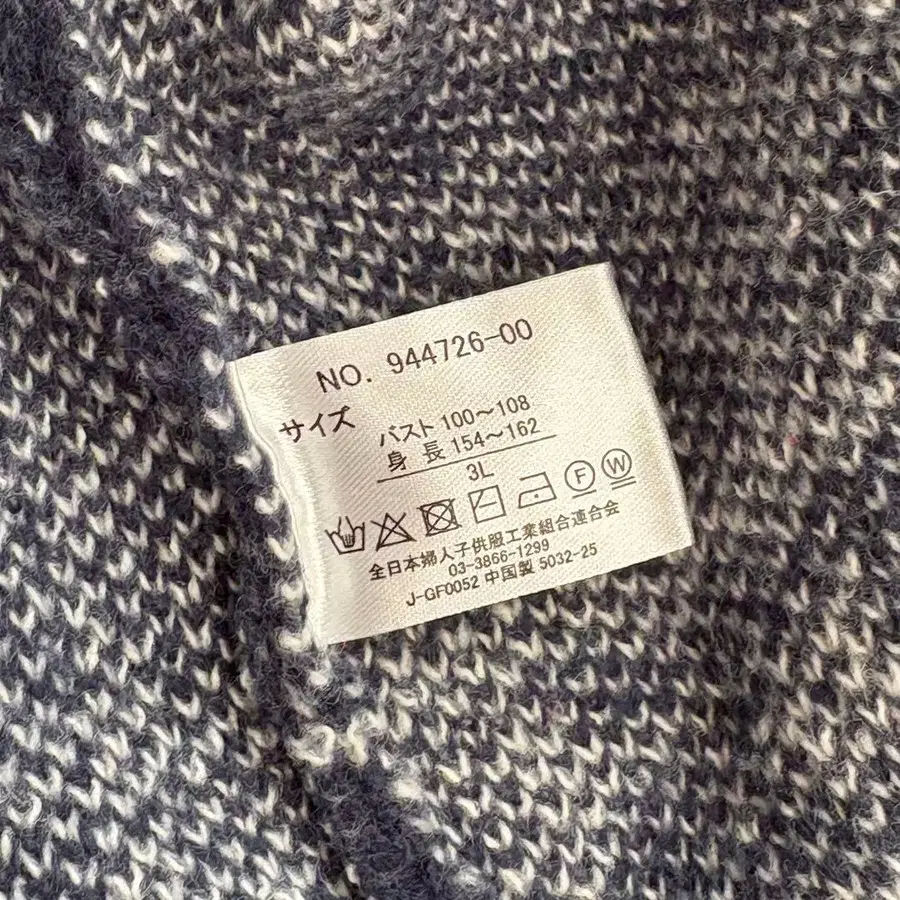 NO. 944726-00
サイズ
バスト 100〜108
身 長 154〜162
3L
F W
全日本婦人子供服工業組合連合会
03-3866-1299
J-GF0052 中国製 5032-25